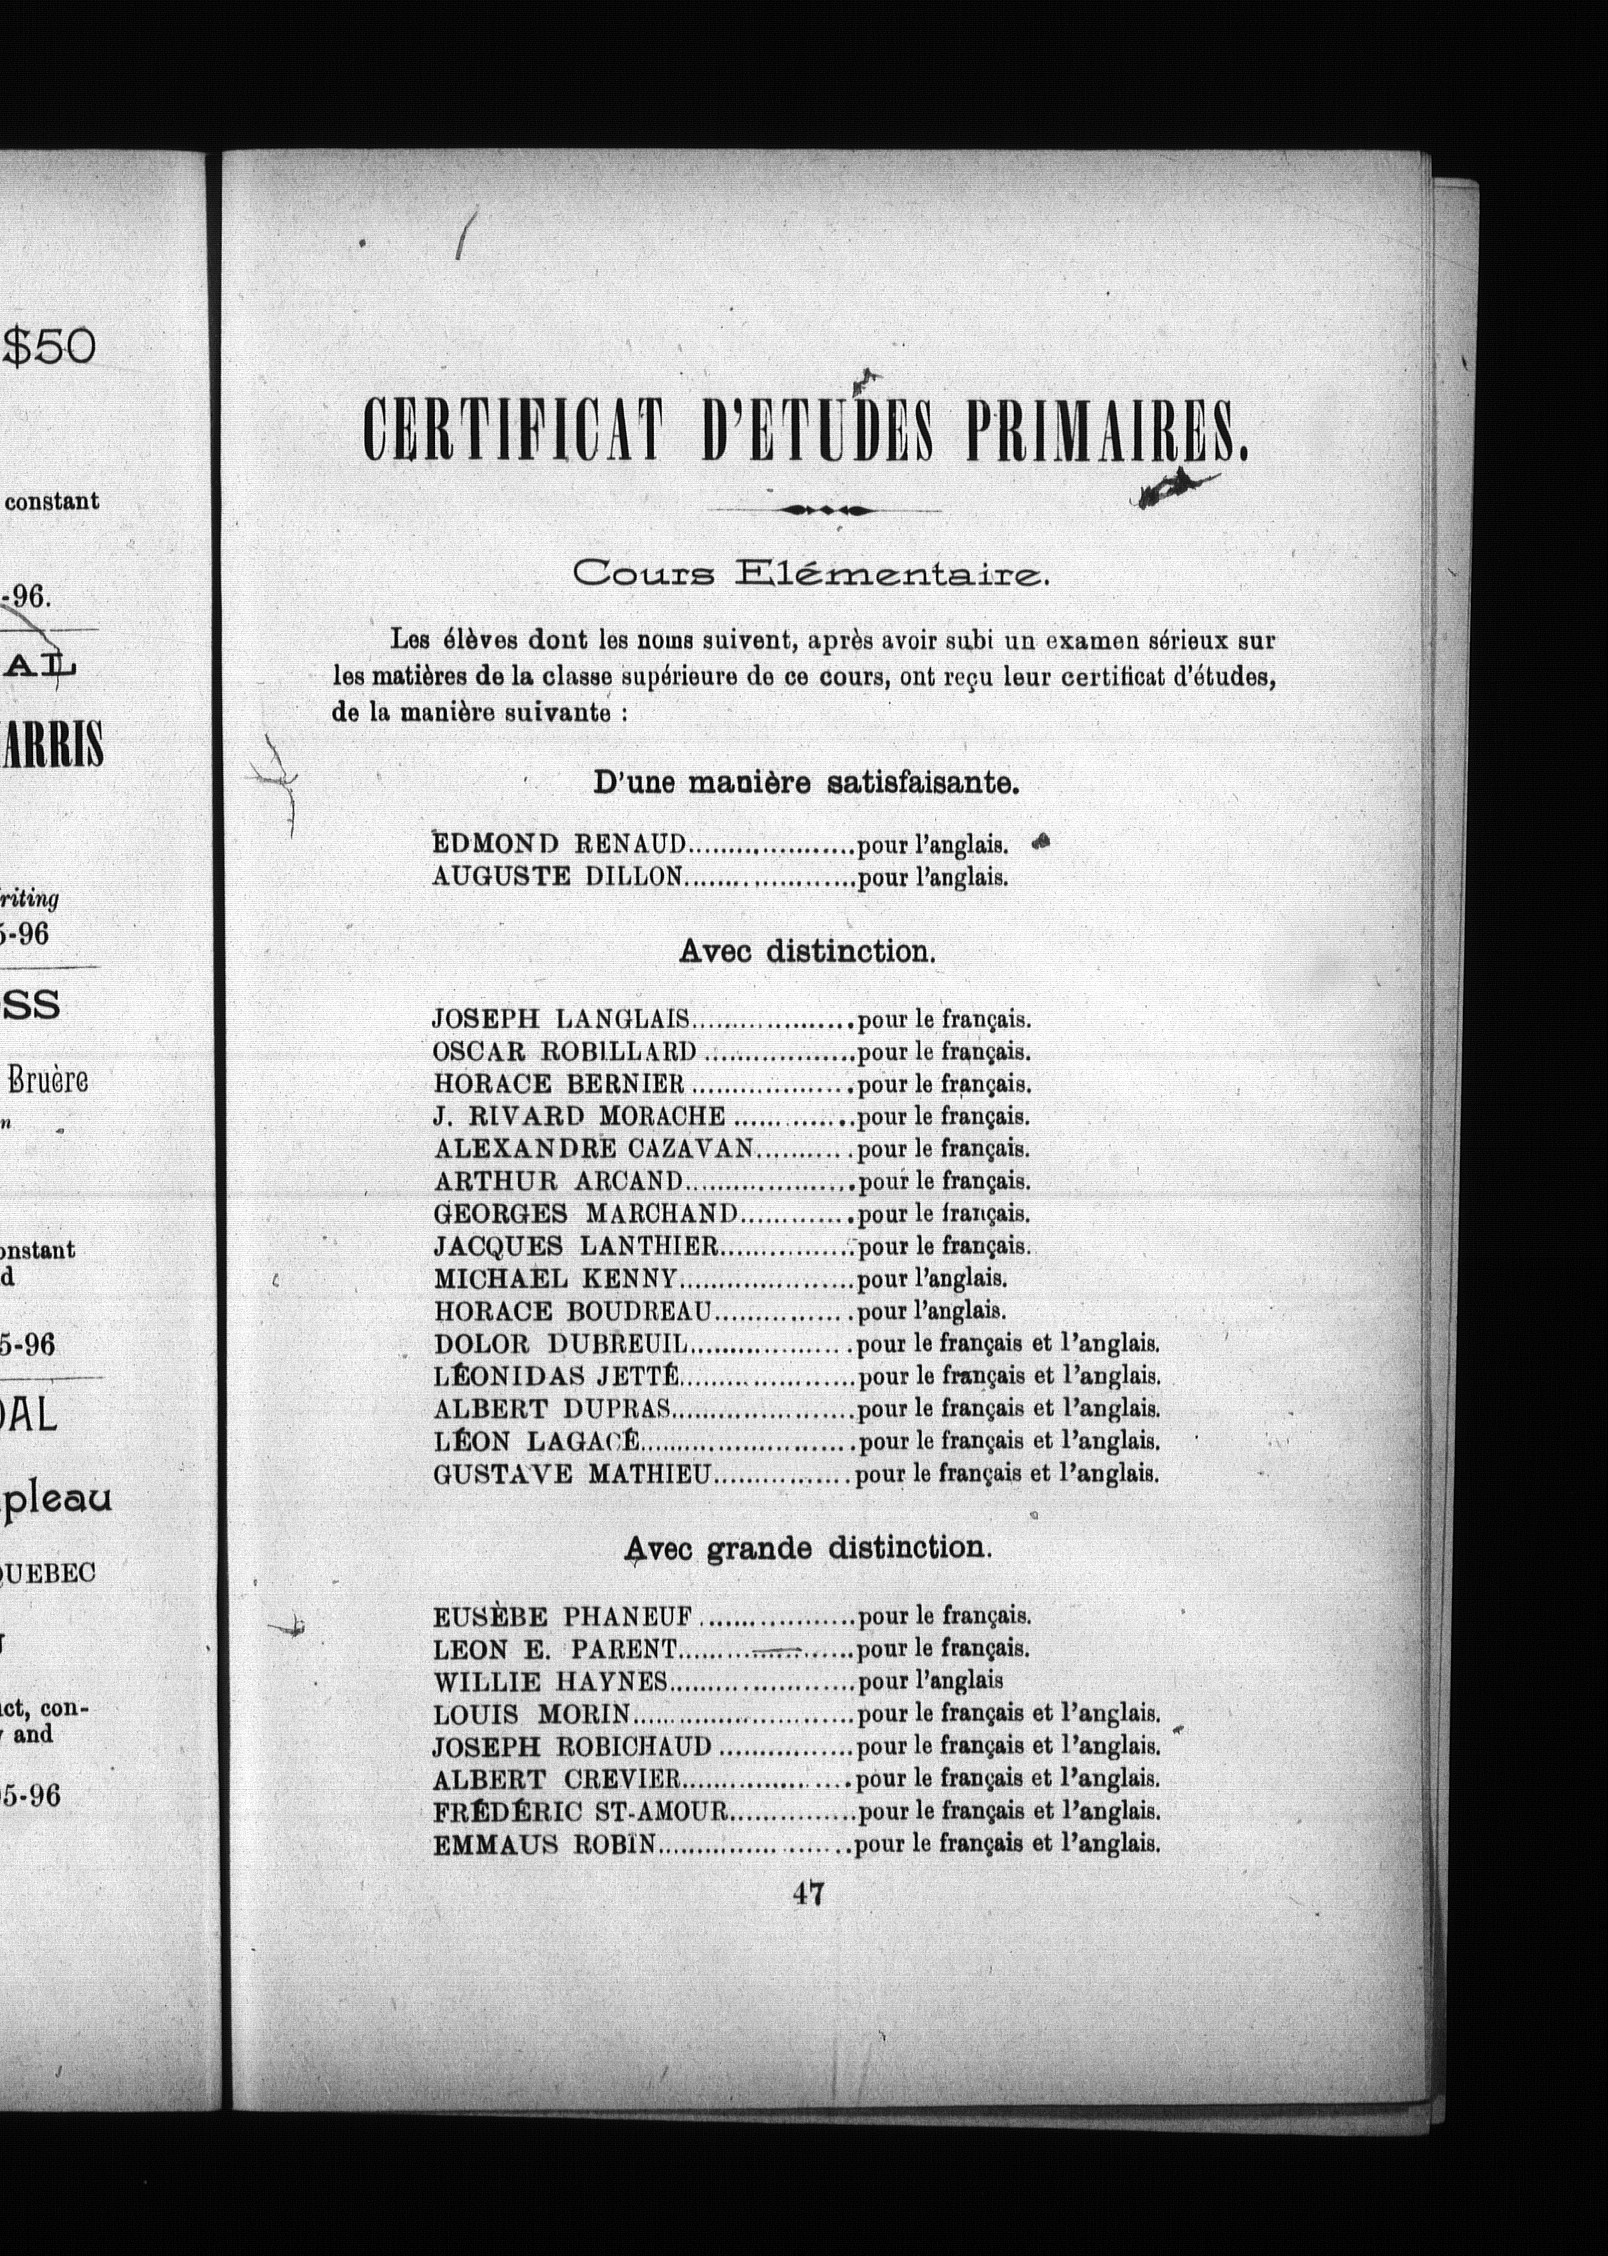 $50
constant
-96.
AL
ARRIS
riting
5-96
SS
Bruère
n
onstant
d
5-96
DAL
pleau
QUEBEC
ct, con-
and
95-96
CERTIFICAT D'ETUDES PRIMAIRES.
Cours Elémentaire.
Les élèves dont les noms suivent, après avoir subi un examen sérieux sur
les matières de la classe supérieure de ce cours, ont reçu leur certificat d'études,
de la manière suivante :
D'une manière satisfaisante.
EDMOND RENAUD....................pour l'anglais.
AUGUSTE DILLON....................pour l'anglais.
Avec distinction.
JOSEPH LANGLAIS....................pour le français.
OSCAR ROBILLARD ..................pour le français.
HORACE BERNIER ....................pour le français.
J. RIVARD MORACHE ...............pour le français.
ALEXANDRE CAZAVAN............pour le français.
ARTHUR ARCAND....................pour le français.
GEORGES MARCHAND..............pour le français.
JACQUES LANTHIER................pour le français.
MICHAEL KENNY.....................pour l'anglais.
HORACE BOUDREAU.................pour l'anglais.
DOLOR DUBREUIL....................pour le français et l'anglais.
LÉONIDAS JETTÉ.....................pour le français et l'anglais.
ALBERT DUPRAS......................pour le français et l'anglais.
LÉON LAGACÉ..........................pour le français et l'anglais.
GUSTAVE MATHIEU.................pour le français et l'anglais.
Avec grande distinction.
EUSÈBE PHANEUF ...................pour le français.
LEON E. PARENT.....................pour le français.
WILLIE HAYNES......................pour l'anglais
LOUIS MORIN...........................pour le français et l'anglais.
JOSEPH ROBICHAUD ................pour le français et l'anglais.
ALBERT CREVIER.....................pour le français et l'anglais.
FRÉDÉRIC ST-AMOUR...............pour le français et l'anglais.
EMMAUS ROBIN........................pour le français et l'anglais.
47